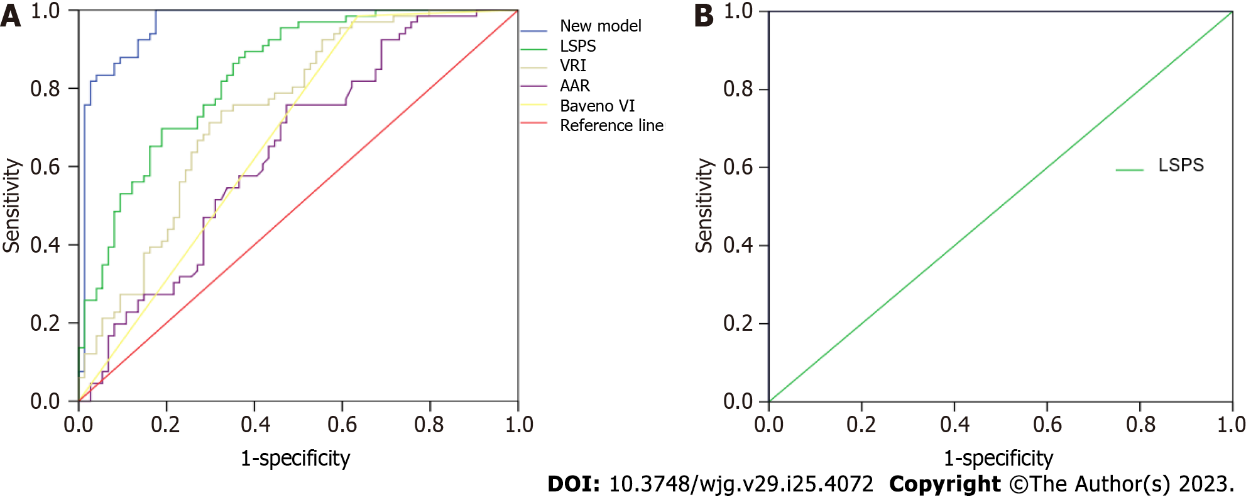 A
1.0
0.8
0.6
0.4
0.2
0.0
Sensitivity
0.0 0.2 0.4 0.6 0.8 1.0
1-specificity
New model
LSPS
VRI
AAR
Baveno VI
Reference line
B
1.0
0.8
0.6
0.4
0.2
0.0
Sensitivity
0.0 0.2 0.4 0.6 0.8 1.0
1-specificity
LSPS
DOI: 10.3748/wjg.v29.i25.4072 Copyright ©The Author(s) 2023.